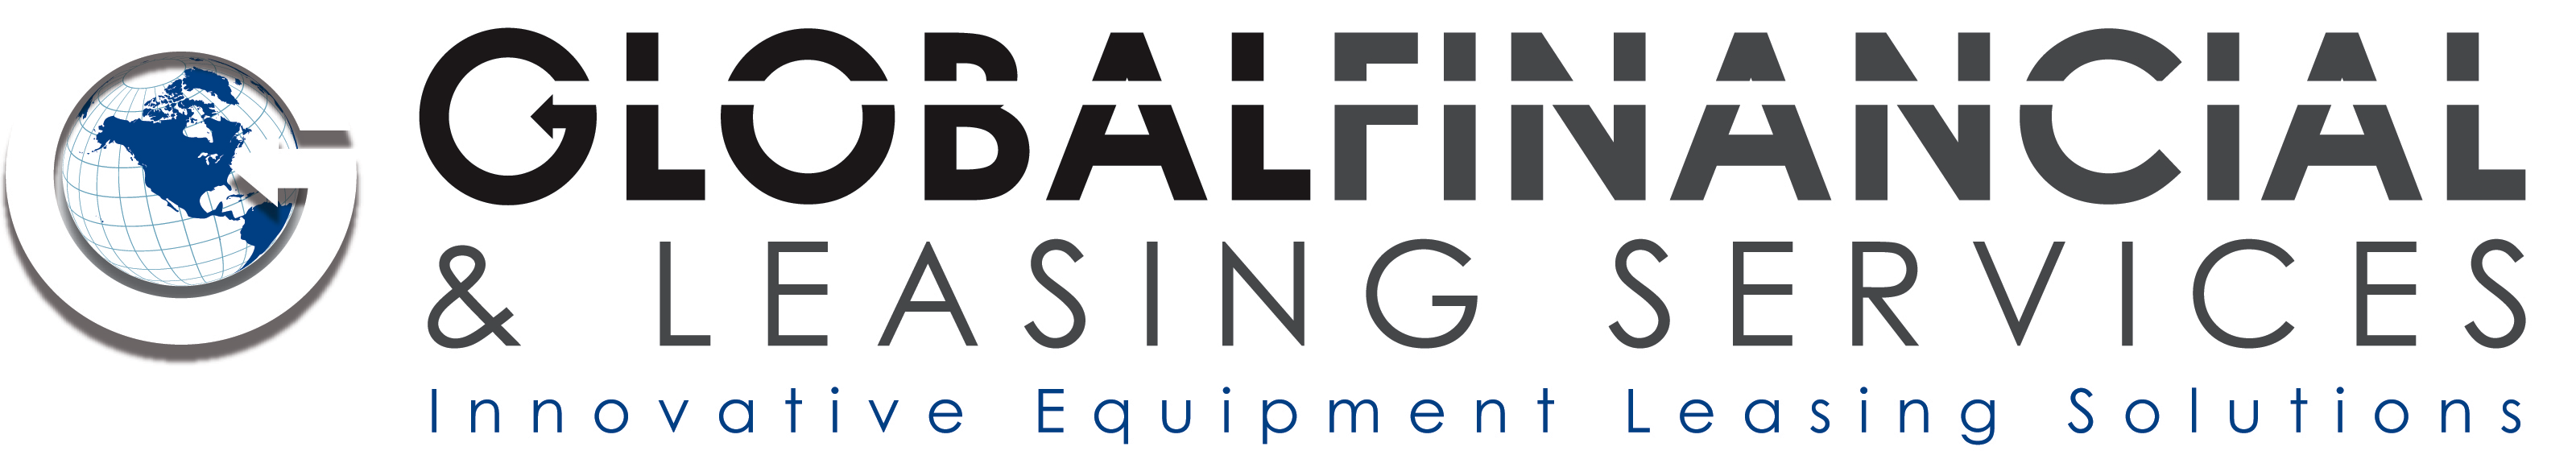 GLOBALFINANCIAL
& LEASING SERVICES
Innovative Equipment Leasing Solutions